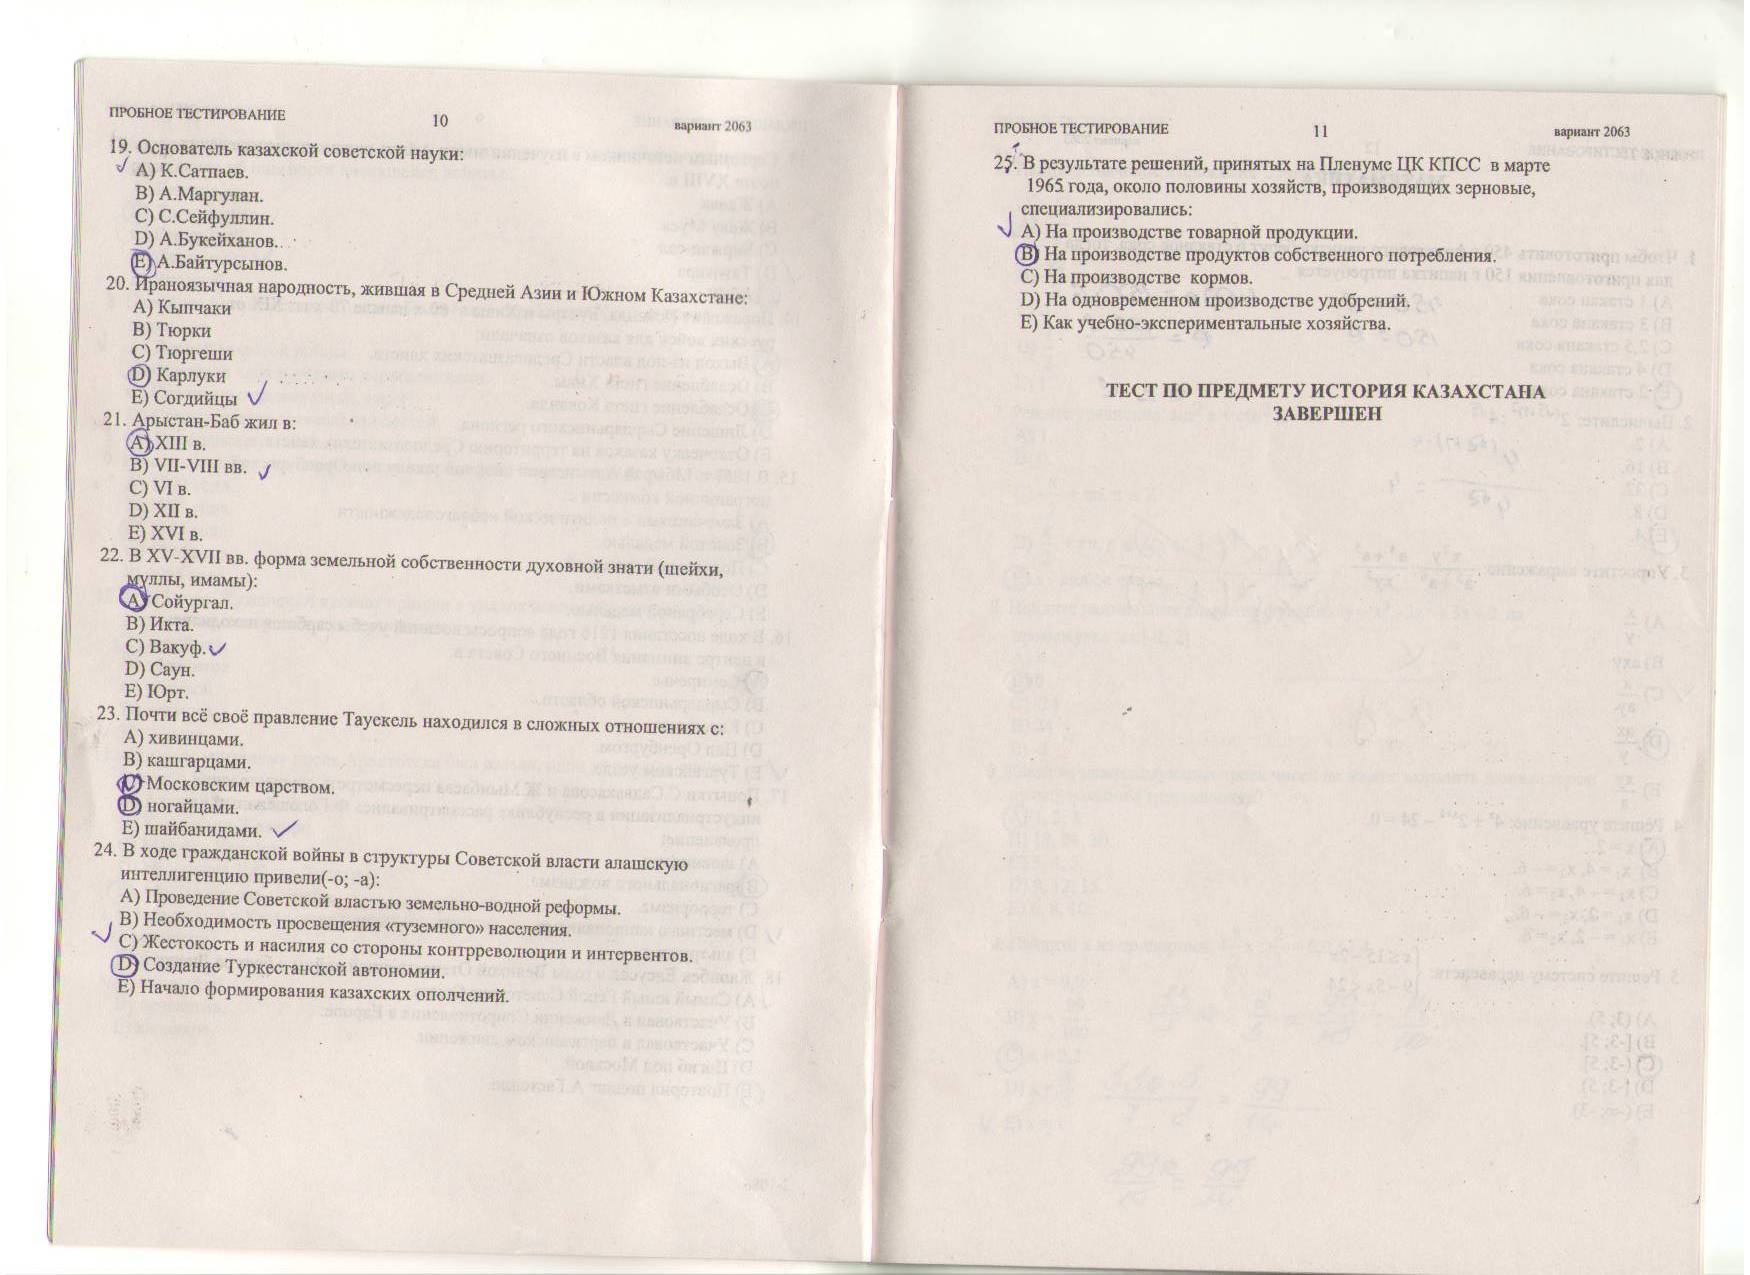 ПРОБНОЕ ТЕСТИРОВАНИЕ 10 вариант 2063
19. Основатель казахской советской науки:
А) К.Сатпаев.
В) А.Маргулан.
С) С.Сейфуллин.
D) А.Букейханов.
Е) А.Байтурсынов.
20. Ираноязычная народность, жившая в Средней Азии и Южном Казахстане:
А) Кыпчаки
В) Тюрки
С) Тюргеши
D) Карлуки
Е) Согдийцы
21. Арыстан-Баб жил в:
А) XIII в.
В) VII-VIII вв.
С) VI в.
D) XII в.
Е) XVI в.
22. В XV-XVII вв. форма земельной собственности духовной знати (шейхи,
муллы, имамы):
А) Сойургал.
В) Икта.
С) Вакуф.
D) Саун.
Е) Юрт.
23. Почти всё своё правление Таускель находился в сложных отношениях с:
А) хивинцами.
В) кашгарцами.
С) Московским царством.
D) ногайцами.
Е) шайбанидами.
24. В ходе гражданской войны в структуры Советской власти алашскую
интеллигенцию привели(-о; -а):
А) Проведение Советской властью земельно-водной реформы.
В) Необходимость просвещения «туземного» населения.
С) Жестокость и насилия со стороны контрреволюции и интервентов.
D) Создание Туркестанской автономии.
Е) Начало формирования казахских ополчений.
ПРОБНОЕ ТЕСТИРОВАНИЕ 11 вариант 2063
25. В результате решений, принятых на Пленуме ЦК КПСС в марте
1965 года, около половины хозяйств, производящих зерновые,
специализировались:
А) На производстве товарной продукции.
В) На производстве продуктов собственного потребления.
С) На производстве кормов.
D) На одновременном производстве удобрений.
Е) Как учебно-экспериментальные хозяйства.
ТЕСТ ПО ПРЕДМЕТУ ИСТОРИЯ КАЗАХСТАНА
ЗАВЕРШЕН